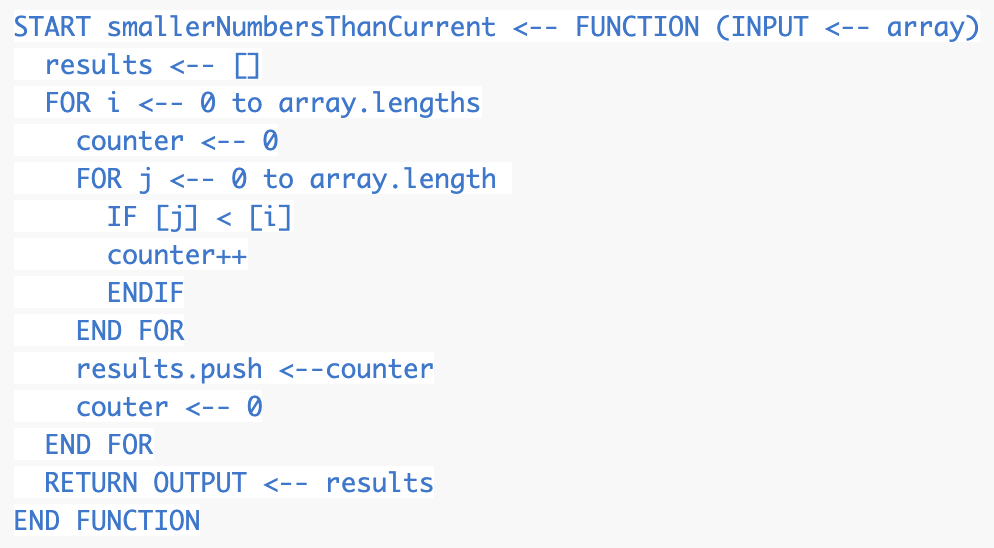 START smallerNumbersThanCurrent <-- FUNCTION (INPUT <-- array)
  results <-- []
  FOR i <-- 0 to array.lengths
    counter <-- 0
    FOR j <-- 0 to array.length
      IF [j] < [i]
      counter++
      ENDIF
    END FOR
    results.push <--counter
    couter <-- 0
  END FOR
  RETURN OUTPUT <-- results
END FUNCTION